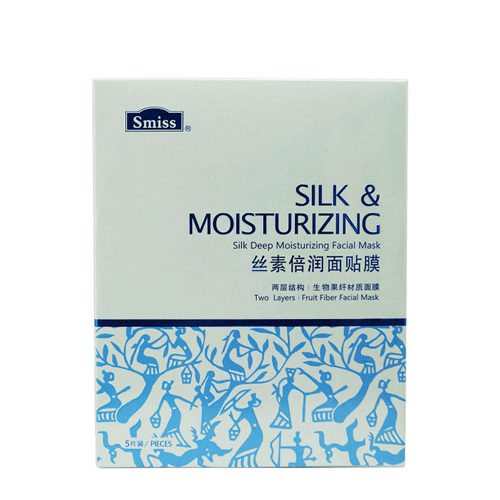 Smiss®
SILK &
MOISTURIZING
Silk Deep Moisturizing Facial Mask
丝素倍润面贴膜
两层结构｜生物果纤材质面膜
Two Layers｜Fruit Fiber Facial Mask
5片装/PIECES